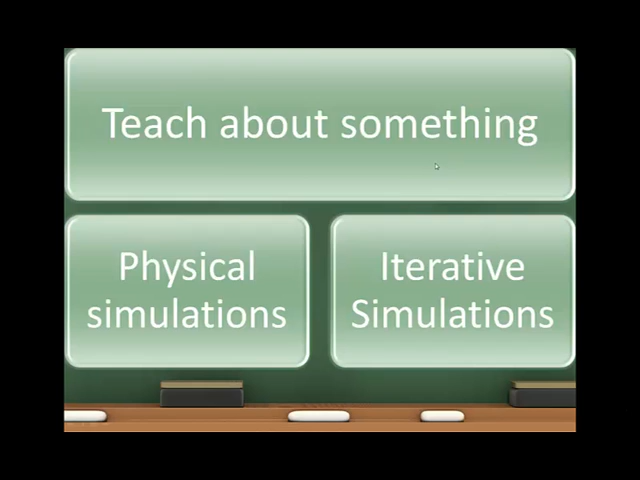 Teach about something
Physical
simulations
Iterative
Simulations